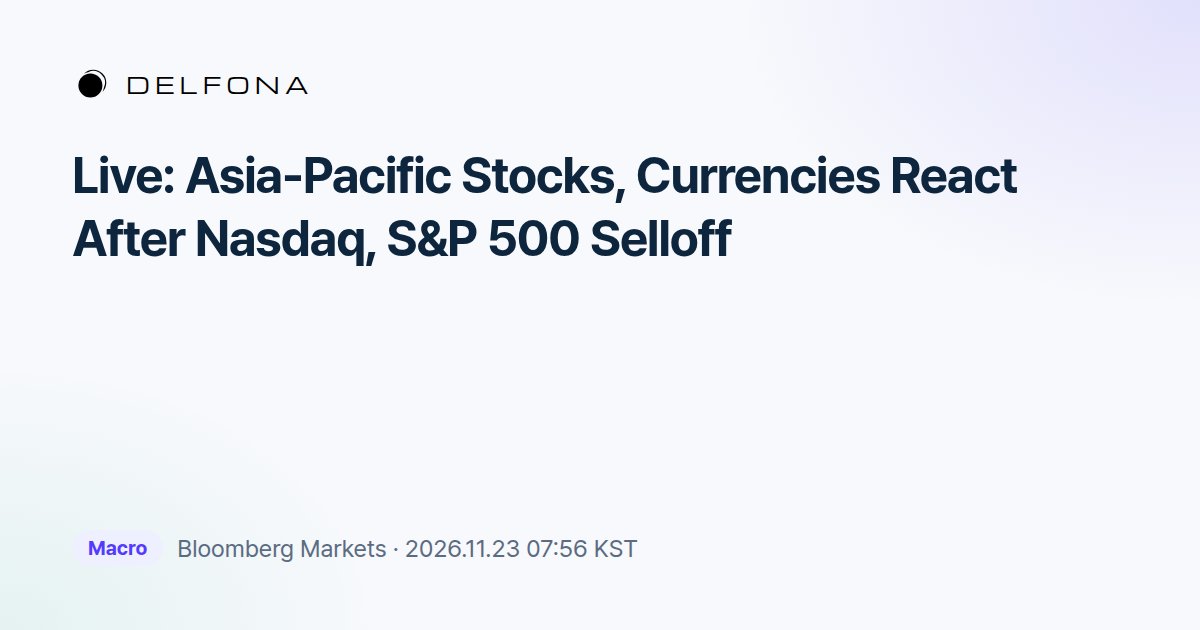 DELFONA
Live: Asia-Pacific Stocks, Currencies React
After Nasdaq, S&P 500 Selloff
Macro Bloomberg Markets · 2026.11.23 07:56 KST